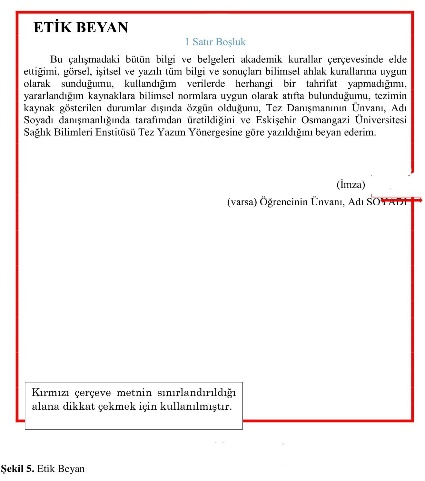 ETİK BEYAN
1 Satır Boşluk
Bu çalışmadaki bütün bilgi ve belgeleri akademik kurallar çerçevesinde elde
ettiğimi, görsel, işitsel ve yazılı tüm bilgi ve sonuçları bilimsel ahlak kurallarına uygun
olarak sunduğumu, kullandığım verilerde herhangi bir tahrifat yapmadığımı,
yararlandığım kaynaklara bilimsel normlara uygun olarak atıfta bulunduğumu, tezimin
kaynak gösterilen durumlar dışında özgün olduğunu, Tez Danışmanının Ünvanı, Adı
Soyadı danışmanlığında tarafımdan üretildiğini ve Eskişehir Osmangazi Üniversitesi
Sağlık Bilimleri Enstitüsü Tez Yazım Yönergesine göre yazıldığını beyan ederim.
(İmza)
(varsa) Öğrencinin Ünvanı, Adı SOYADI
Kırmızı çerçeve metnin sınırlandırıldığı
alana dikkat çekmek için kullanılmıştır.
Şekil 5. Etik Beyan